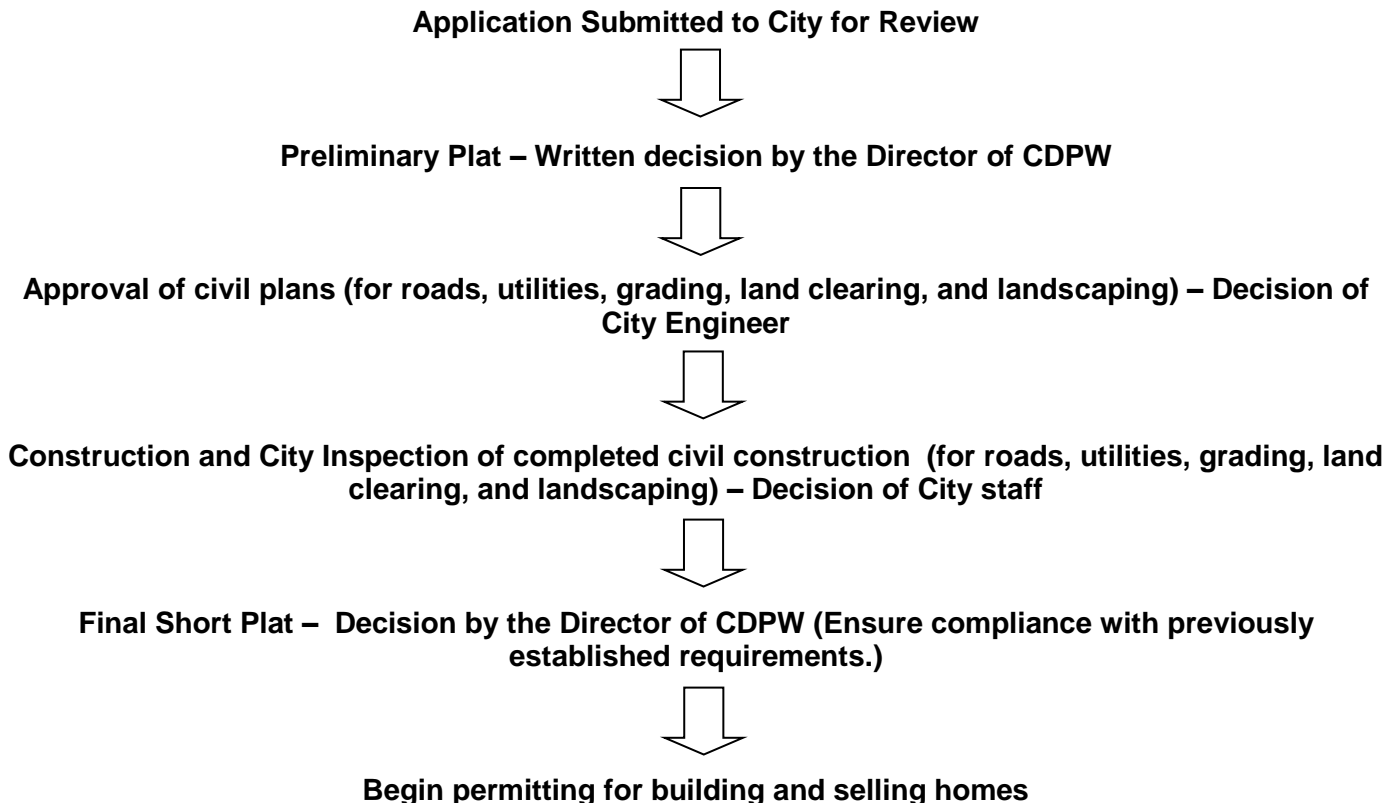 Application Submitted to City for Review
Preliminary Plat – Written decision by the Director of CDPW
Approval of civil plans (for roads, utilities, grading, land clearing, and landscaping) – Decision of
City Engineer
Construction and City Inspection of completed civil construction  (for roads, utilities, grading, land
clearing, and landscaping) – Decision of City staff
Final Short Plat –  Decision by the Director of CDPW (Ensure compliance with previously
established requirements.)
Begin permitting for building and selling homes